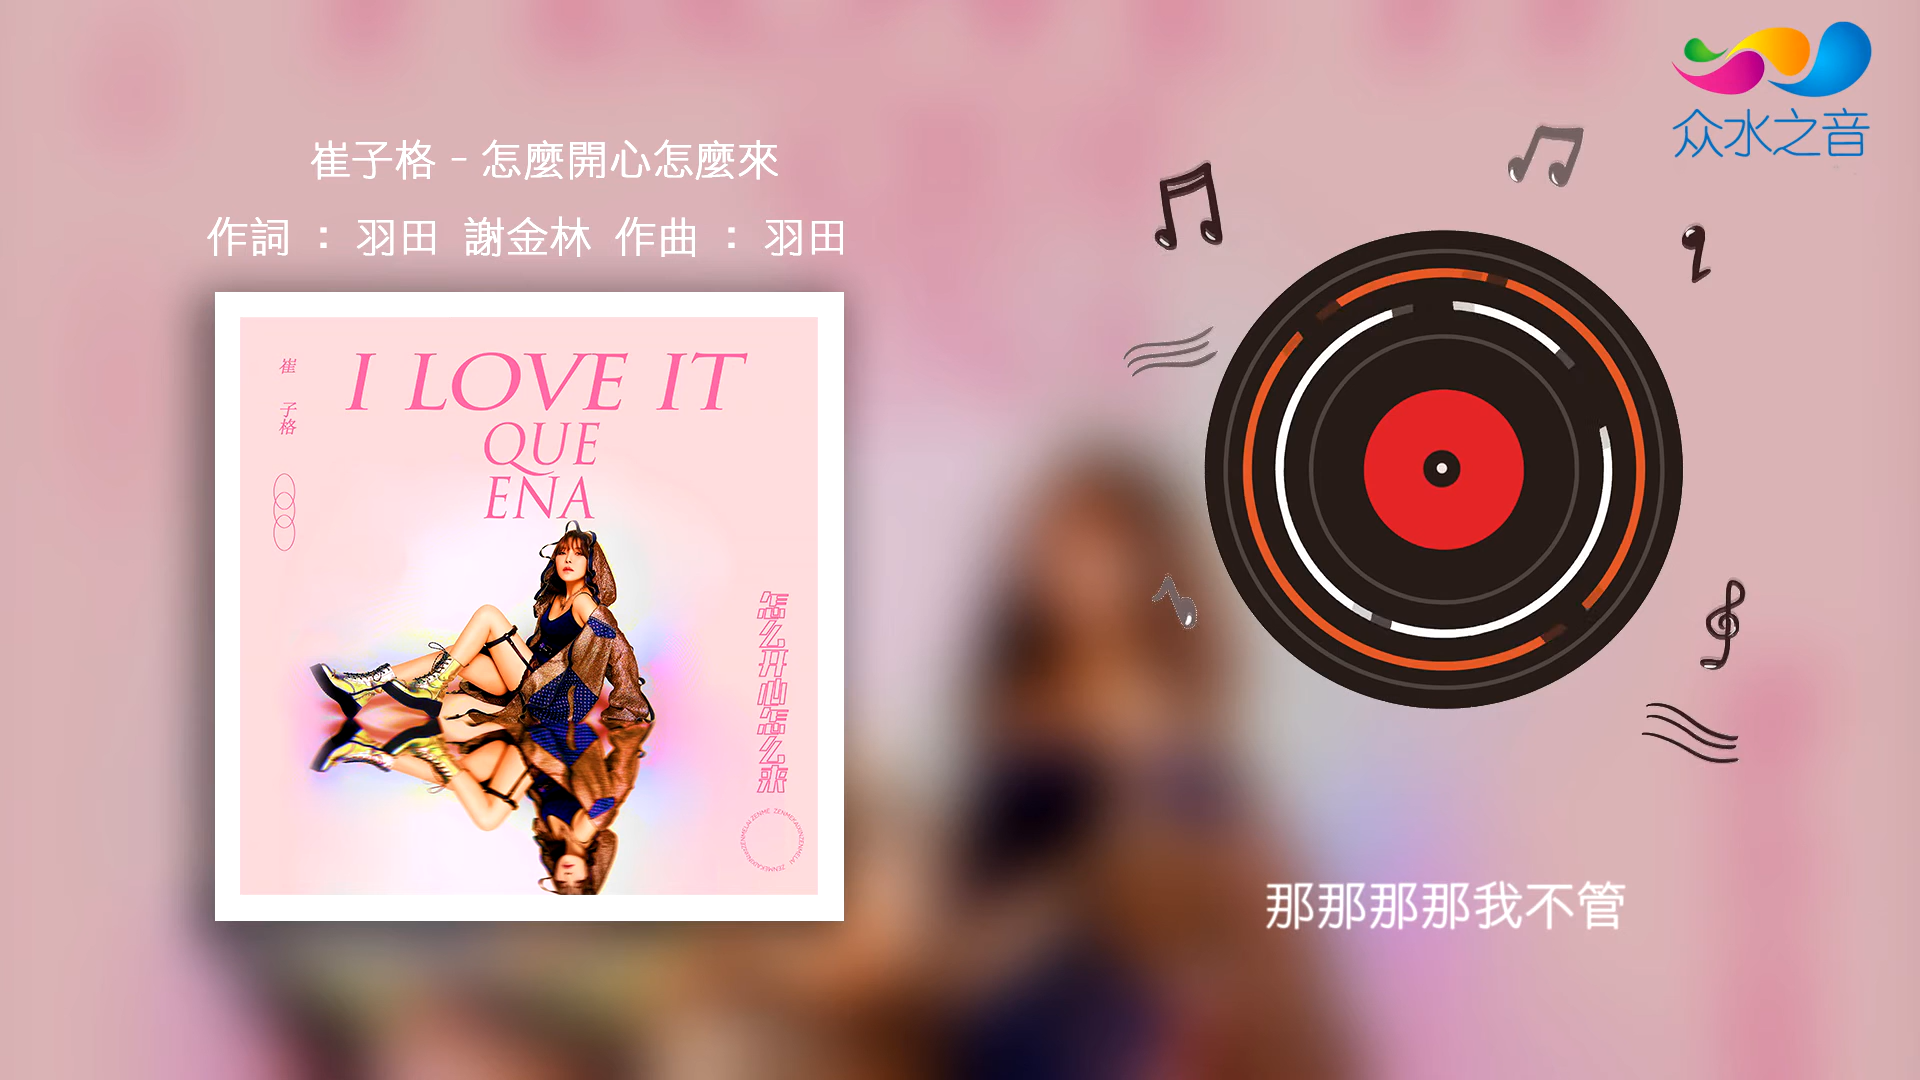 众水之音
崔子格 - 怎麼開心怎麼來
作詞 : 羽田 謝金林 作曲 : 羽田
崔子格
I LOVE IT
QUE
ENA
怎么开心怎么来
那那那那我不管